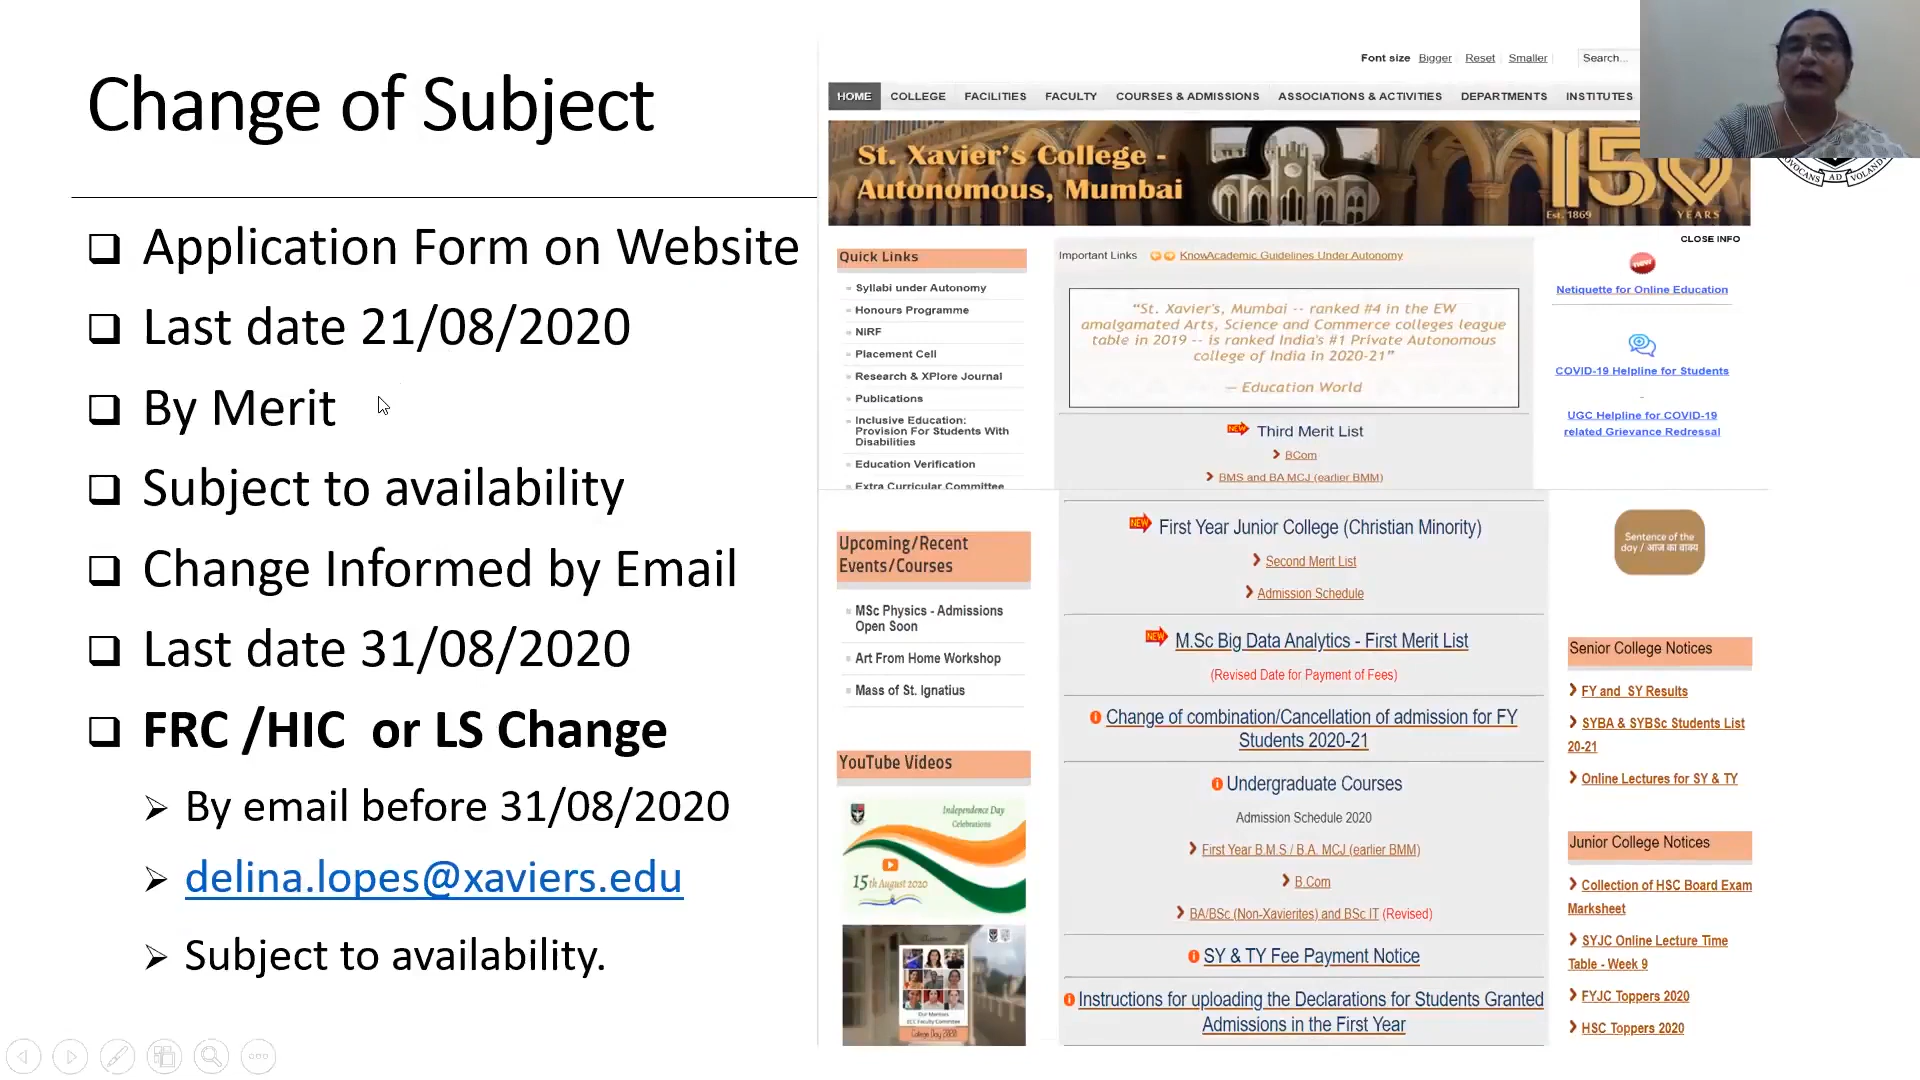 Change of Subject
Application Form on Website
Last date 21/08/2020
By Merit
Subject to availability
Change Informed by Email
Last date 31/08/2020
FRC /HIC or LS Change
By email before 31/08/2020
delina.lopes@xaviers.edu
Subject to availability.
Font size Bigger Reset Smaller Search...
HOME COLLEGE FACILITIES FACULTY COURSES & ADMISSIONS ASSOCIATIONS & ACTIVITIES DEPARTMENTS INSTITUTES
St. Xavier's College -
Autonomous, Mumbai
150
Est. 1869 YEARS
AD
CLOSE INFO
Quick Links
Syllabi under Autonomy
Honours Programme
NIRF
Placement Cell
Research & XPlore Journal
Publications
Inclusive Education:
Provision For Students With
Disabilities
Education Verification
Extra Curricular Committee
Upcoming/Recent
Events/Courses
MSc Physics - Admissions
Open Soon
Art From Home Workshop
Mass of St. Ignatius
YouTube Videos
Independence Day
Celebrations
15th August 2020
Our Mentors
College Day 2020
Important Links KnowAcademic Guidelines Under Autonomy
“St. Xavier's, Mumbai -- ranked #4 in the EW
amalgamated Arts, Science and Commerce colleges league
table in 2019 -- is ranked India's #1 Private Autonomous
college of India in 2020-21”
— Education World
NEW Third Merit List
BCom
BMS and BA MCJ (earlier BMM)
NEW First Year Junior College (Christian Minority)
Second Merit List
Admission Schedule
NEW M.Sc Big Data Analytics - First Merit List
(Revised Date for Payment of Fees)
Change of combination/Cancellation of admission for FY
Students 2020-21
Undergraduate Courses
Admission Schedule 2020
First Year B.M.S / B.A. MCJ (earlier BMM)
B.Com
BA/BSc (Non-Xavierites) and BSc IT (Revised)
SY & TY Fee Payment Notice
Instructions for uploading the Declarations for Students Granted
Admissions in the First Year
new
Netiquette for Online Education
COVID-19 Helpline for Students
-
UGC Helpline for COVID-19
related Grievance Redressal
Sentence of the
day / आज का वाक्य
Senior College Notices
FY and SY Results
SYBA & SYBSc Students List
20-21
Online Lectures for SY & TY
Junior College Notices
Collection of HSC Board Exam
Marksheet
SYJC Online Lecture Time
Table - Week 9
FYJC Toppers 2020
HSC Toppers 2020